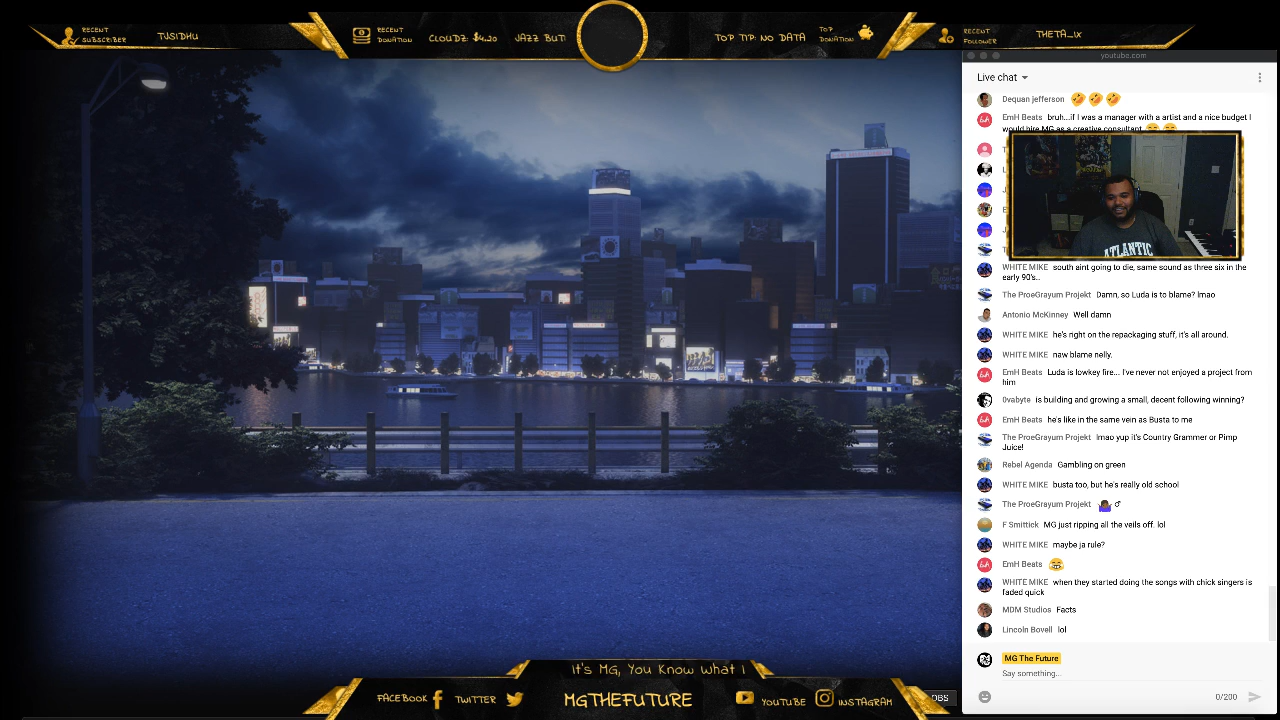 RECENT
SUBSCRIBER
TJSIDHU
RECENT
DONATION
CLOUDZ: $4.20
JAZZ BUT
TOP TIP: NO DATA
TOP
DONATION
RECENT
FOLLOWER
THETA_IX
youtube.com
Live chat
Dequan jefferson
EmH Beats bruh...if I was a manager with a artist and a nice budget I
would hire MG as a creative consultant
ATLANTIC
WHITE MIKE south aint going to die, same sound as three six in the
early 90's..
The ProeGrayum Projekt Damn, so Luda is to blame? lmao
Antonio McKinney Well damn
WHITE MIKE he's right on the repackaging stuff, it's all around.
WHITE MIKE naw blame nelly.
EmH Beats Luda is lowkey fire... I've never not enjoyed a project from
him
0vabyte is building and growing a small, decent following winning?
EmH Beats he's like in the same vein as Busta to me
The ProeGrayum Projekt lmao yup it's Country Grammer or Pimp
Juice!
Rebel Agenda Gambling on green
WHITE MIKE busta too, but he's really old school
The ProeGrayum Projekt
F Smittick MG just ripping all the veils off. lol
WHITE MIKE maybe ja rule?
EmH Beats
WHITE MIKE when they started doing the songs with chick singers is
faded quick
MDM Studios Facts
Lincoln Bovell lol
MG The Future
Say something...
0/200
OBS
It's MG, You Know What I
FACEBOOK
TWITTER
MGTHEFUTURE
YOUTUBE
INSTAGRAM